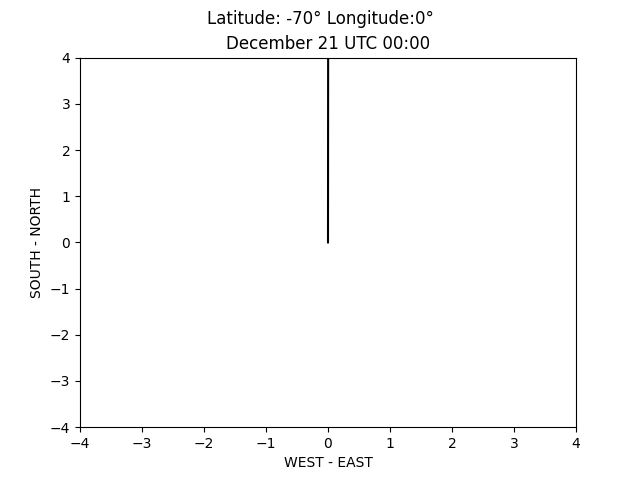 Latitude: -70° Longitude:0°
December 21 UTC 00:00
4
3
2
1
0
−1
−2
−3
−4
SOUTH - NORTH
−4 −3 −2 −1 0 1 2 3 4
WEST - EAST